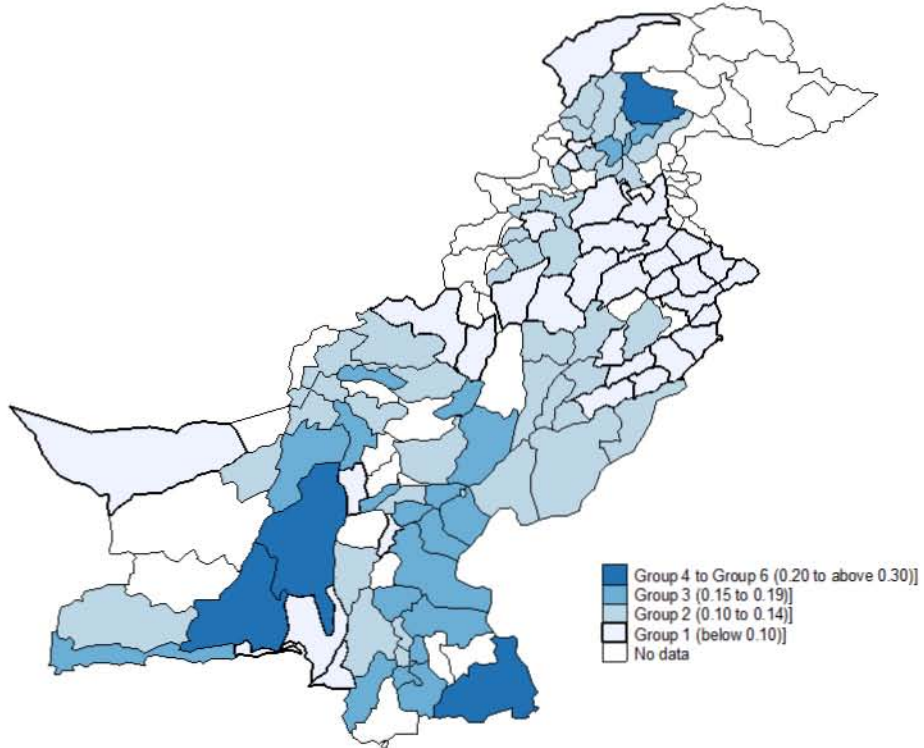 Group 4 to Group 6 (0.20 to above 0.30)]
Group 3 (0.15 to 0.19)]
Group 2 (0.10 to 0.14)]
Group 1 (below 0.10)]
No data